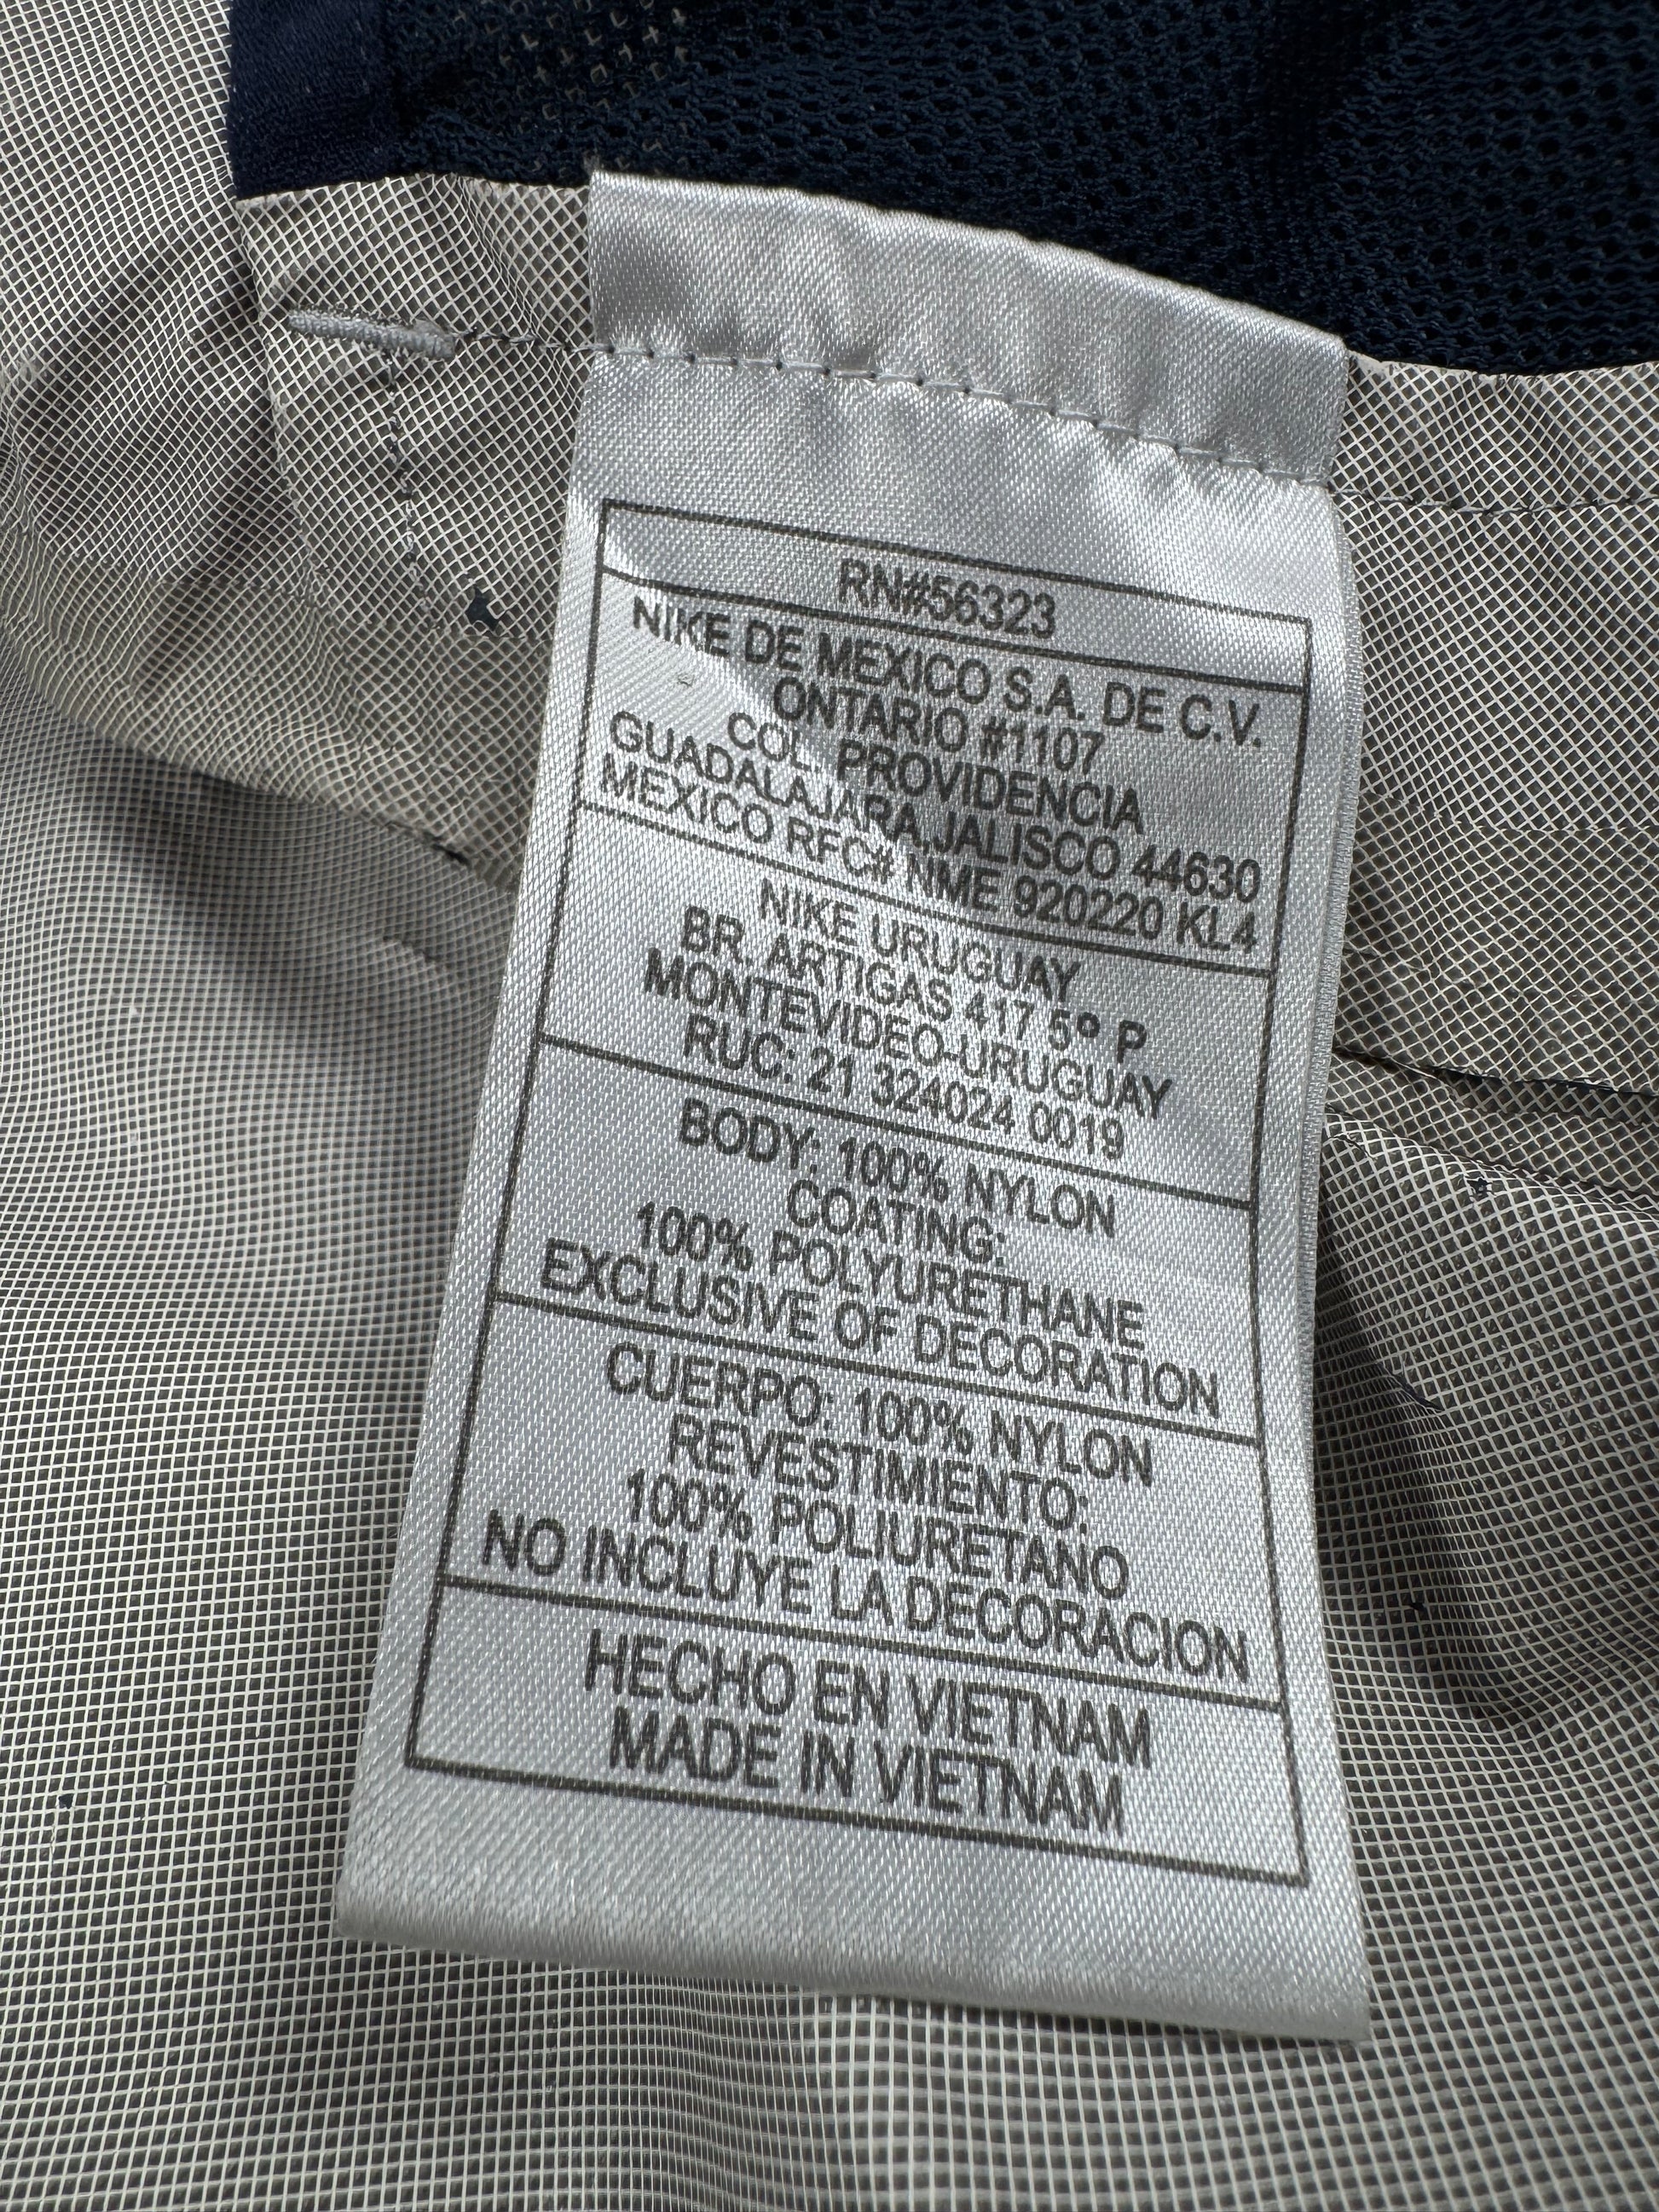 RN#56323
NIKE DE MEXICO S.A. DE C.V.
ONTARIO #1107
COL. PROVIDENCIA
GUADALAJARA,JALISCO 44630
MEXICO RFC# NME 920220 KL4
NIKE URUGUAY
BR. ARTIGAS 417 5º P
MONTEVIDEO-URUGUAY
RUC: 21 324024 0019
BODY: 100% NYLON
COATING:
100% POLYURETHANE
EXCLUSIVE OF DECORATION
CUERPO: 100% NYLON
REVESTIMIENTO:
100% POLIURETANO
NO INCLUYE LA DECORACION
HECHO EN VIETNAM
MADE IN VIETNAM